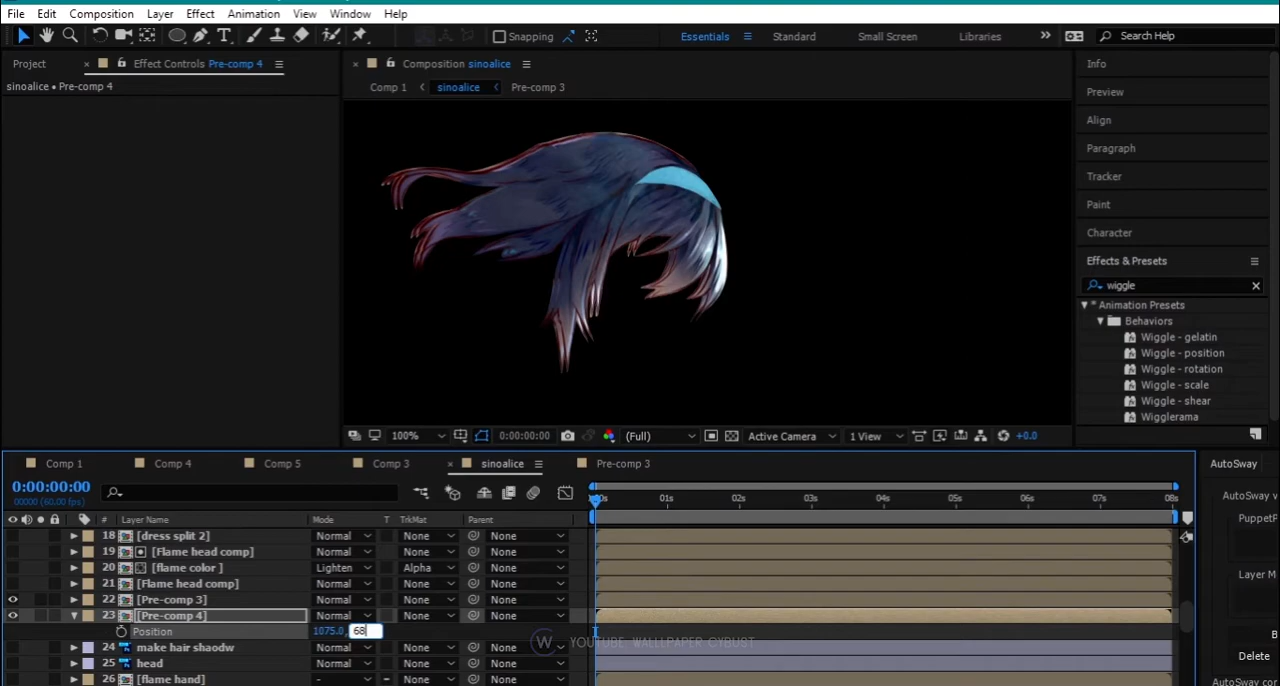 File Edit Composition Layer Effect Animation View Window Help
Snapping Essentials Standard Small Screen Libraries Search Help
Project Effect Controls Pre-comp 4 Composition sinoalice Info
sinoalice • Pre-comp 4 Comp 1 sinoalice Pre-comp 3
Preview
Align
Paragraph
Tracker
Paint
Character
Effects & Presets
wiggle
* Animation Presets
Behaviors
Wiggle - gelatin
Wiggle - position
Wiggle - rotation
Wiggle - scale
Wiggle - shear
Wigglerama
100% 0:00:00:00 (Full) Active Camera 1 View +0.0
Comp 1 Comp 4 Comp 5 Comp 3 sinoalice Pre-comp 3 AutoSway
0:00:00:00
00000 (60.00 fps)
:00s 01s 02s 03s 04s 05s 06s 07s 08s
AutoSway v
# Layer Name Mode T TrkMat Parent
PuppetP
18 [dress split 2] Normal None None
19 [Flame head comp] Normal None None
20 [flame color ] Lighten Alpha None
Layer M
21 [Flame head comp] Normal None None
22 [Pre-comp 3] Normal None None
23 [Pre-comp 4] Normal None None
Position 1075.0, 68
B
W YOUTUBE: WALLLPAPER CYBUST
24 make hair shaodw Normal None None
Delete
25 head Normal None None
26 [flame hand] - - None None
AutoSway cor